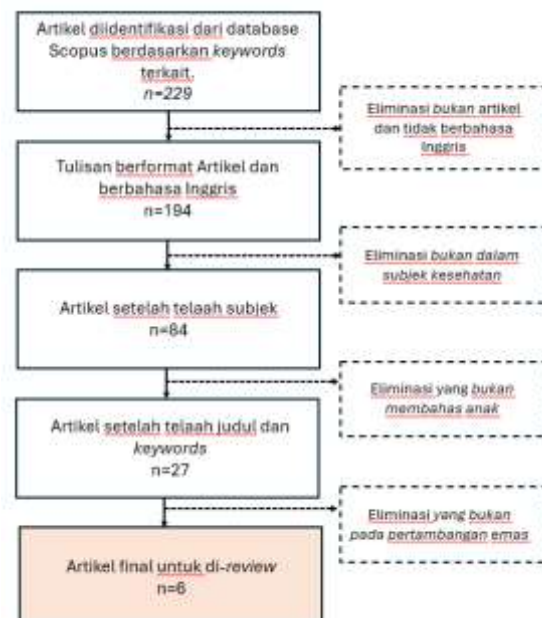 Artikel diidentifikasi dari database
Scopus berdasarkan keywords
terkait.
n=229
Eliminasi bukan artikel
dan tidak berbahasa
Inggris
Tulisan berformat Artikel dan
berbahasa Inggris
n=194
Eliminasi bukan dalam
subjek kesehatan
Artikel setelah telaah subjek
n=84
Eliminasi yang bukan
membahas anak
Artikel setelah telaah judul dan
keywords
n=27
Eliminasi yang bukan
pada pertambangan emas
Artikel final untuk di-review
n=6